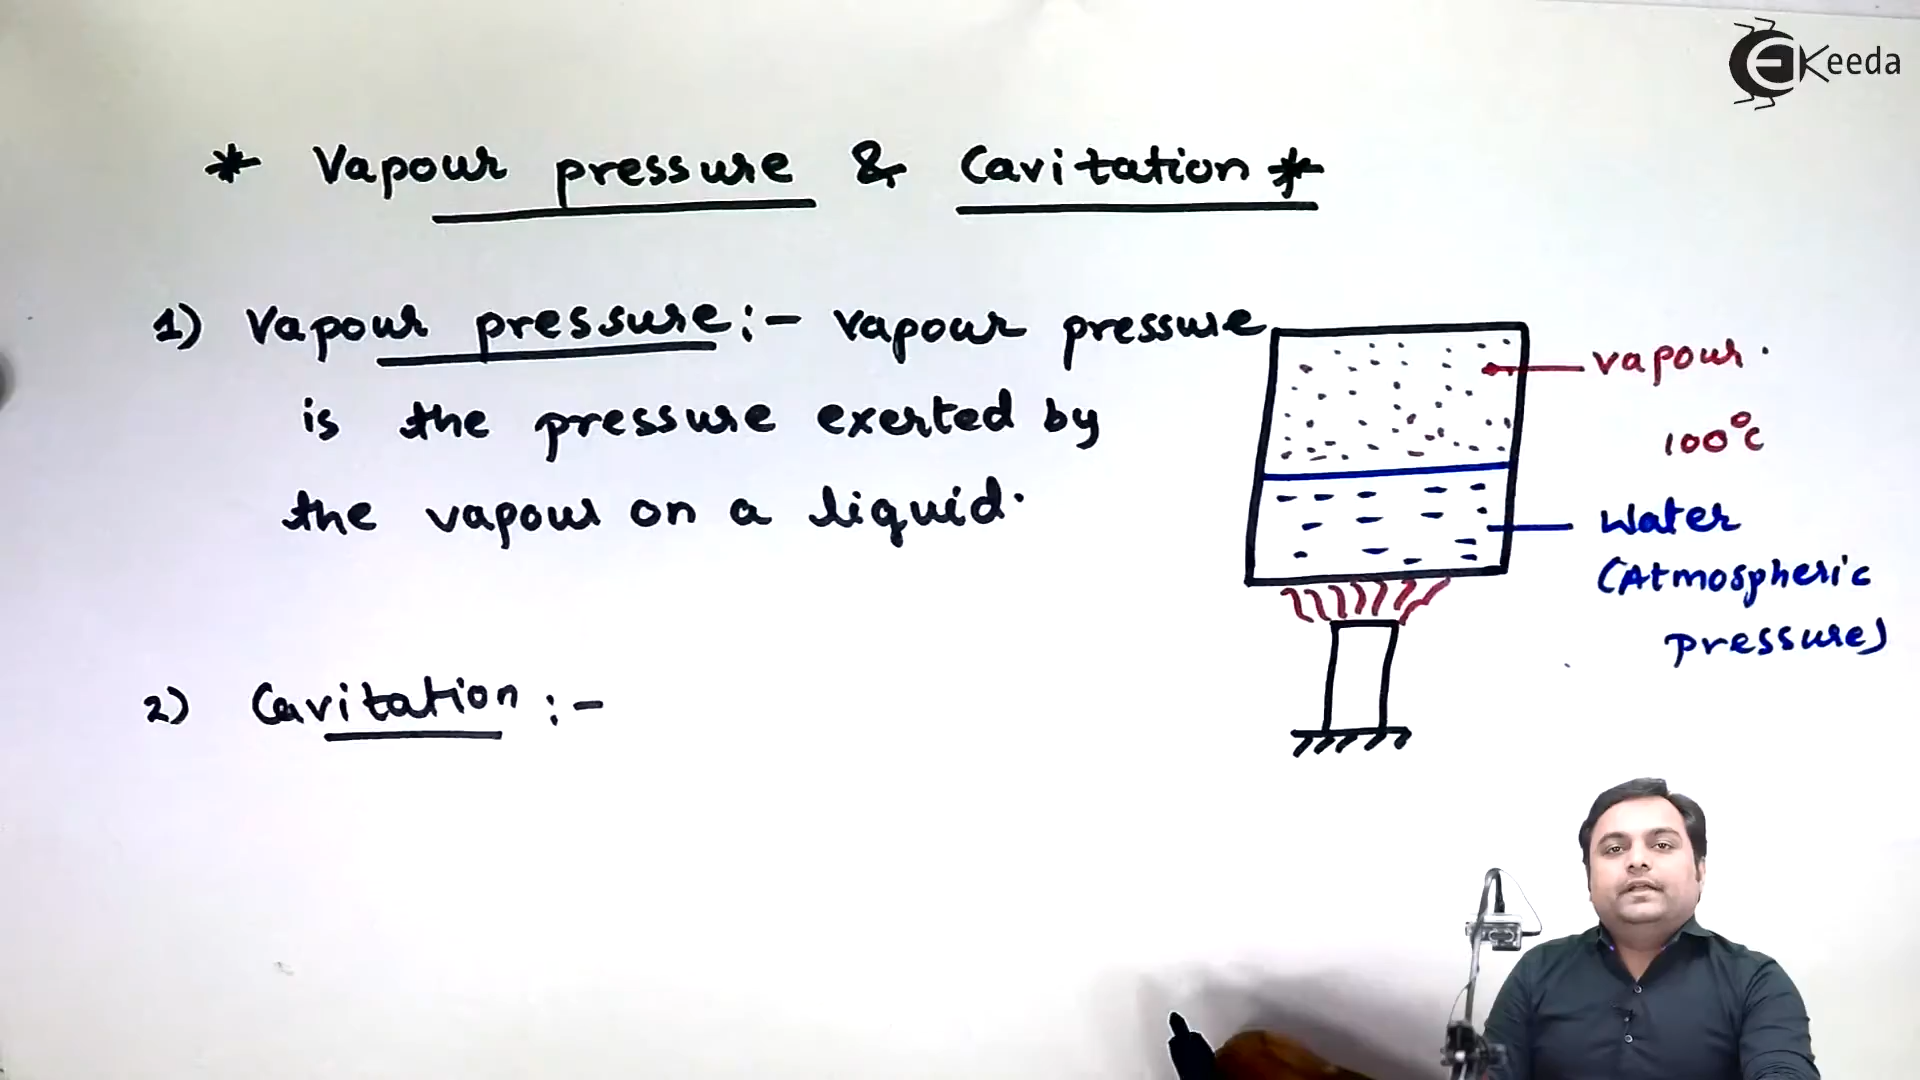 Ekeeda
* Vapour pressure & Cavitation *
1) Vapour pressure :- vapour pressure
is the pressure exerted by
the vapour on a liquid.
vapour.
100°C
Water
(Atmospheric
pressure)
2) Cavitation :-